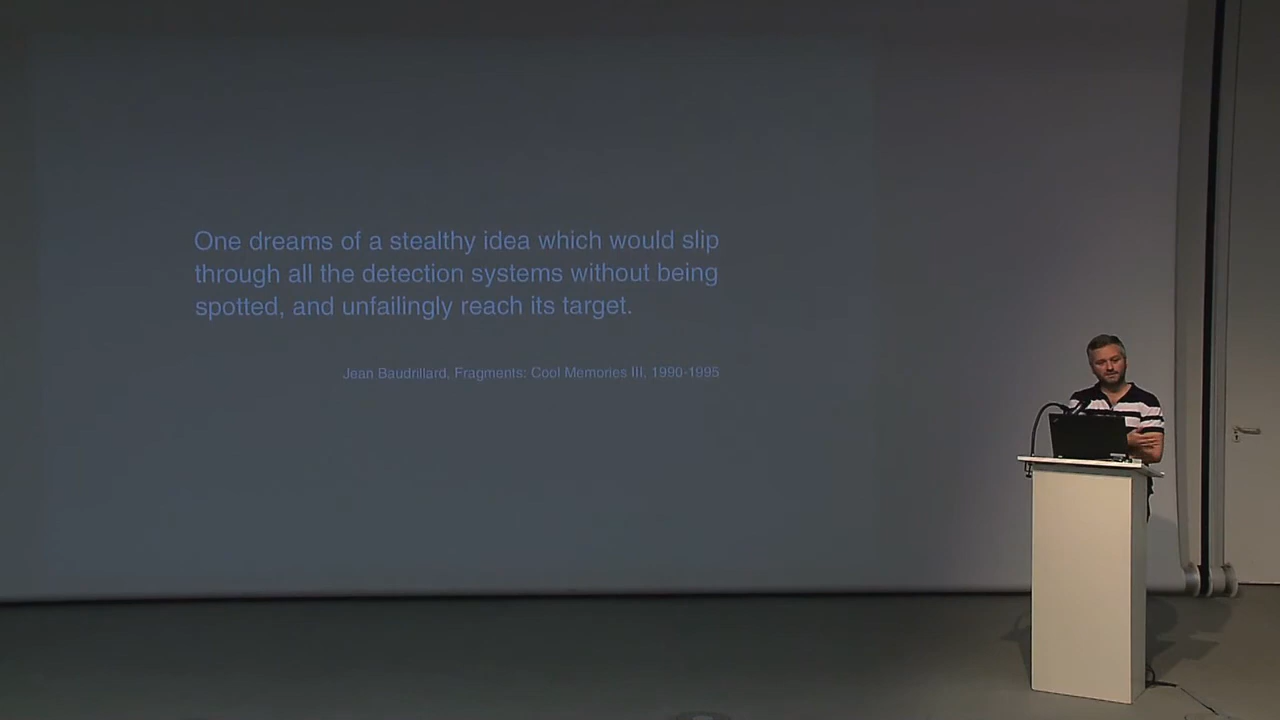 One dreams of a stealthy idea which would slip
through all the detection systems without being
spotted, and unfailingly reach its target.
Jean Baudrillard, Fragments: Cool Memories III, 1990-1995